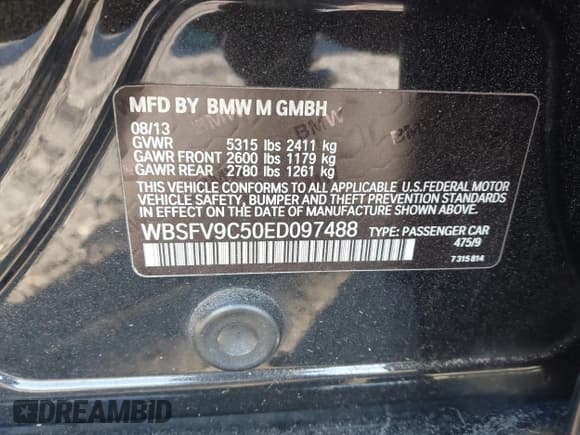 MFD BY BMW M GMBH
08/13
GVWR 5315 lbs 2411 kg
GAWR FRONT 2600 lbs 1179 kg
GAWR REAR 2780 lbs 1261 kg
THIS VEHICLE CONFORMS TO ALL APPLICABLE U.S. FEDERAL MOTOR
VEHICLE SAFETY, BUMPER, AND THEFT PREVENTION STANDARDS
IN EFFECT ON THE DATE OF MANUFACTURE SHOWN ABOVE.
WBSFV9C50ED097488 TYPE: PASSENGER CAR
475/9
7 315 814
DREAMBID